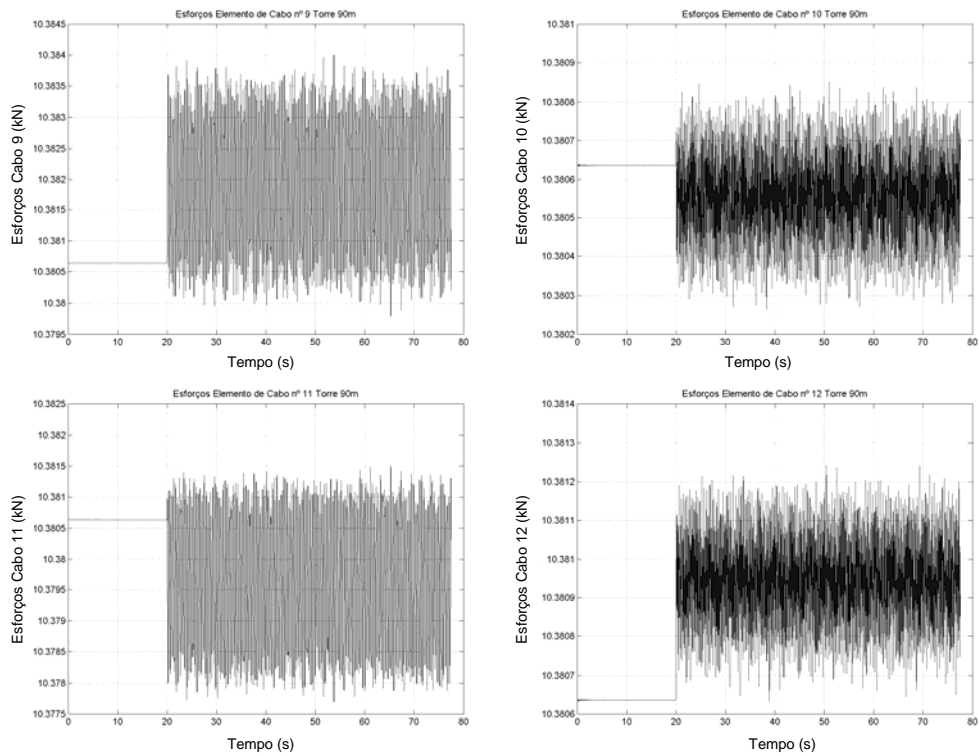 Esforços Elemento de Cabo nº 9 Torre 90m
10.3845
10.384
10.3835
10.383
10.3825
10.382
10.3815
10.381
10.3805
10.38
10.3795
Esforços Cabo 9 (kN)
0 10 20 30 40 50 60 70 80
Tempo (s)
Esforços Elemento de Cabo nº 10 Torre 90m
10.381
10.3809
10.3808
10.3807
10.3806
10.3805
10.3804
10.3803
10.3802
Esforços Cabo 10 (kN)
0 10 20 30 40 50 60 70 80
Tempo (s)
Esforços Elemento de Cabo nº 11 Torre 90m
10.3825
10.382
10.3815
10.381
10.3805
10.38
10.3795
10.379
10.3785
10.378
10.3775
Esforços Cabo 11 (kN)
0 10 20 30 40 50 60 70 80
Tempo (s)
Esforços Elemento de Cabo nº 12 Torre 90m
10.3814
10.3813
10.3812
10.3811
10.381
10.3809
10.3808
10.3807
10.3806
Esforços Cabo 12 (kN)
0 10 20 30 40 50 60 70 80
Tempo (s)